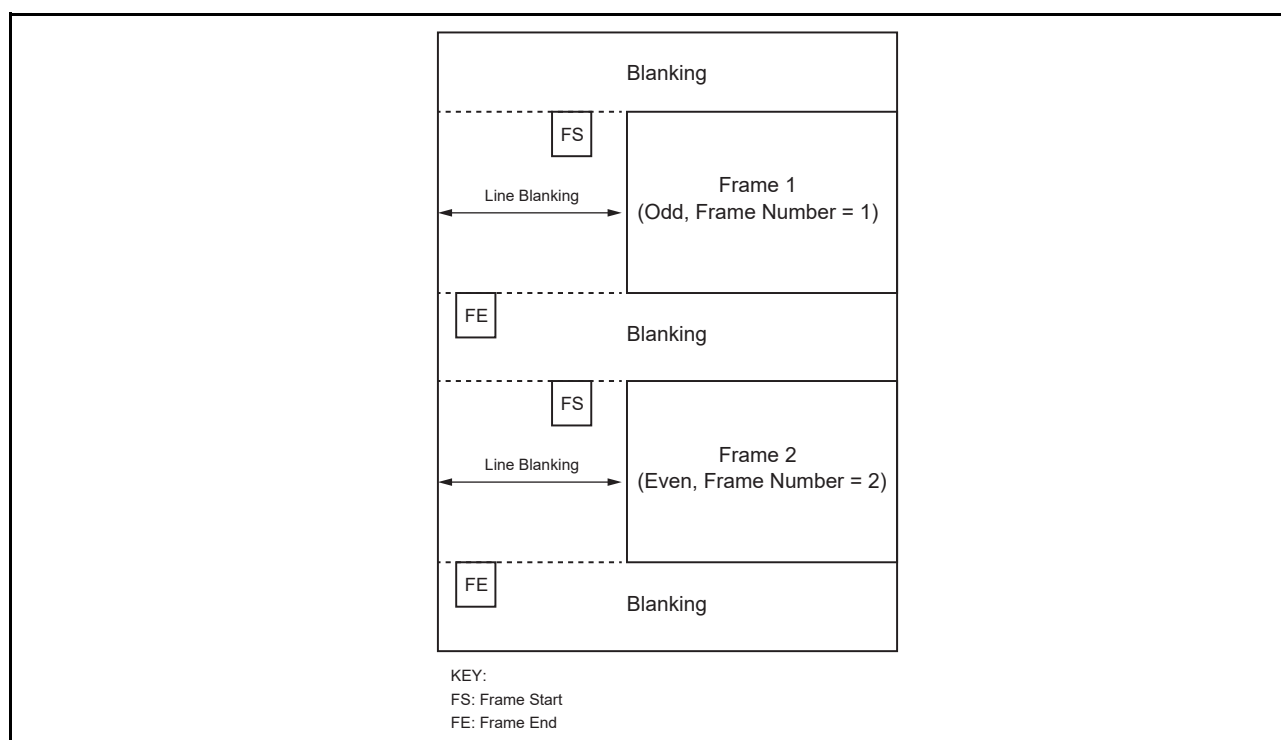 Blanking
FS
Line Blanking
Frame 1
(Odd, Frame Number = 1)
FE
Blanking
FS
Line Blanking
Frame 2
(Even, Frame Number = 2)
FE
Blanking
KEY:
FS: Frame Start
FE: Frame End